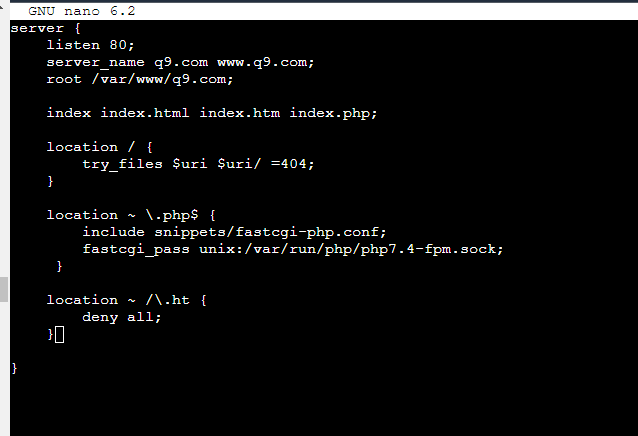 GNU nano 6.2
server {
    listen 80;
    server_name q9.com www.q9.com;
    root /var/www/q9.com;

    index index.html index.htm index.php;

    location / {
        try_files $uri $uri/ =404;
    }

    location ~ \.php$ {
        include snippets/fastcgi-php.conf;
        fastcgi_pass unix:/var/run/php/php7.4-fpm.sock;
     }

    location ~ /\.ht {
        deny all;
    }

}